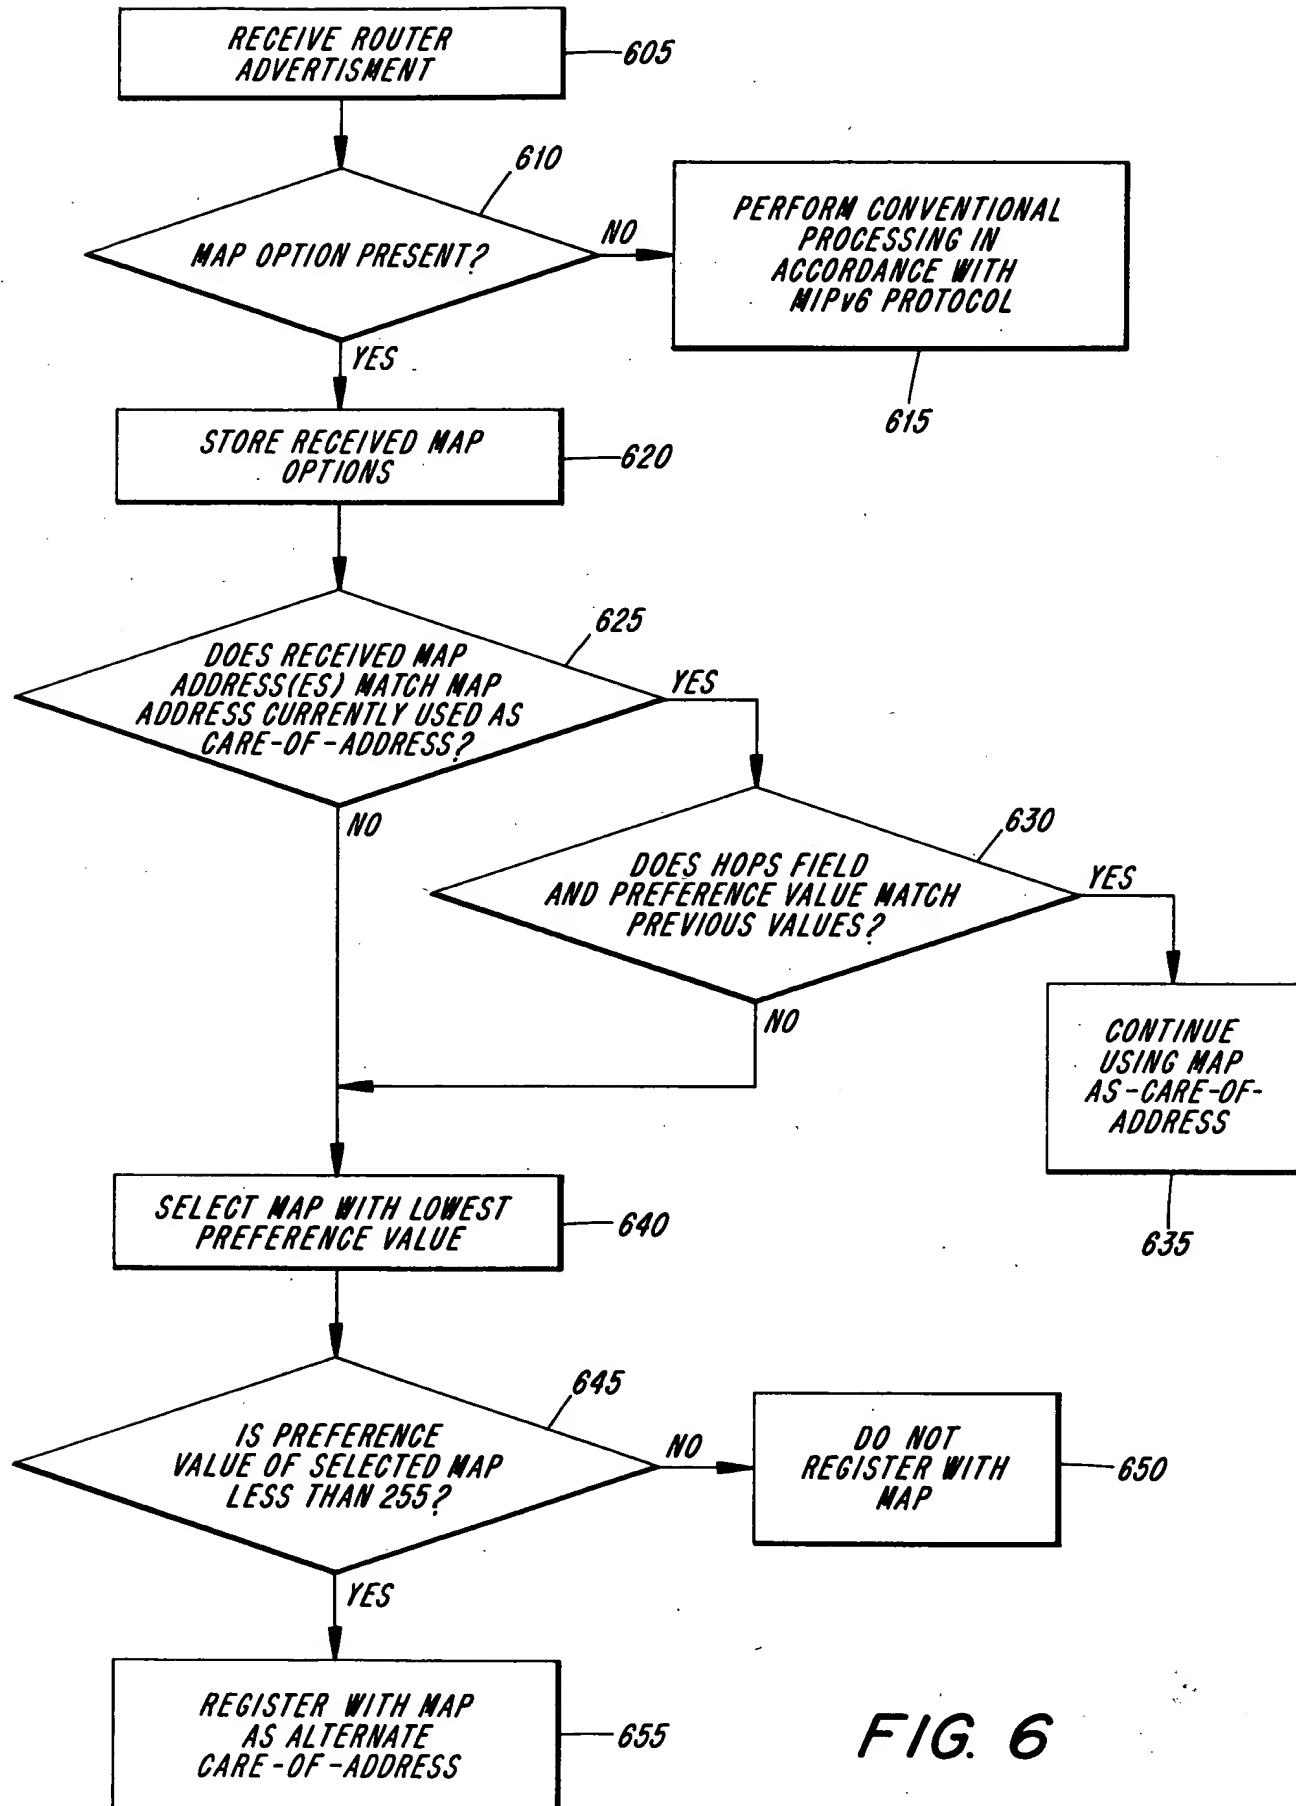 RECEIVE ROUTER
ADVERTISMENT
605
610
MAP OPTION PRESENT?
NO
PERFORM CONVENTIONAL
PROCESSING IN
ACCORDANCE WITH
MIPv6 PROTOCOL
615
YES
STORE RECEIVED MAP
OPTIONS
620
625
DOES RECEIVED MAP
ADDRESS(ES) MATCH MAP
ADDRESS CURRENTLY USED AS
CARE-OF-ADDRESS?
YES
NO
630
DOES HOPS FIELD
AND PREFERENCE VALUE MATCH
PREVIOUS VALUES?
YES
NO
CONTINUE
USING MAP
AS-CARE-OF-
ADDRESS
635
SELECT MAP WITH LOWEST
PREFERENCE VALUE
640
645
IS PREFERENCE
VALUE OF SELECTED MAP
LESS THAN 255?
NO
DO NOT
REGISTER WITH
MAP
650
YES
REGISTER WITH MAP
AS ALTERNATE
CARE-OF-ADDRESS
655
FIG. 6